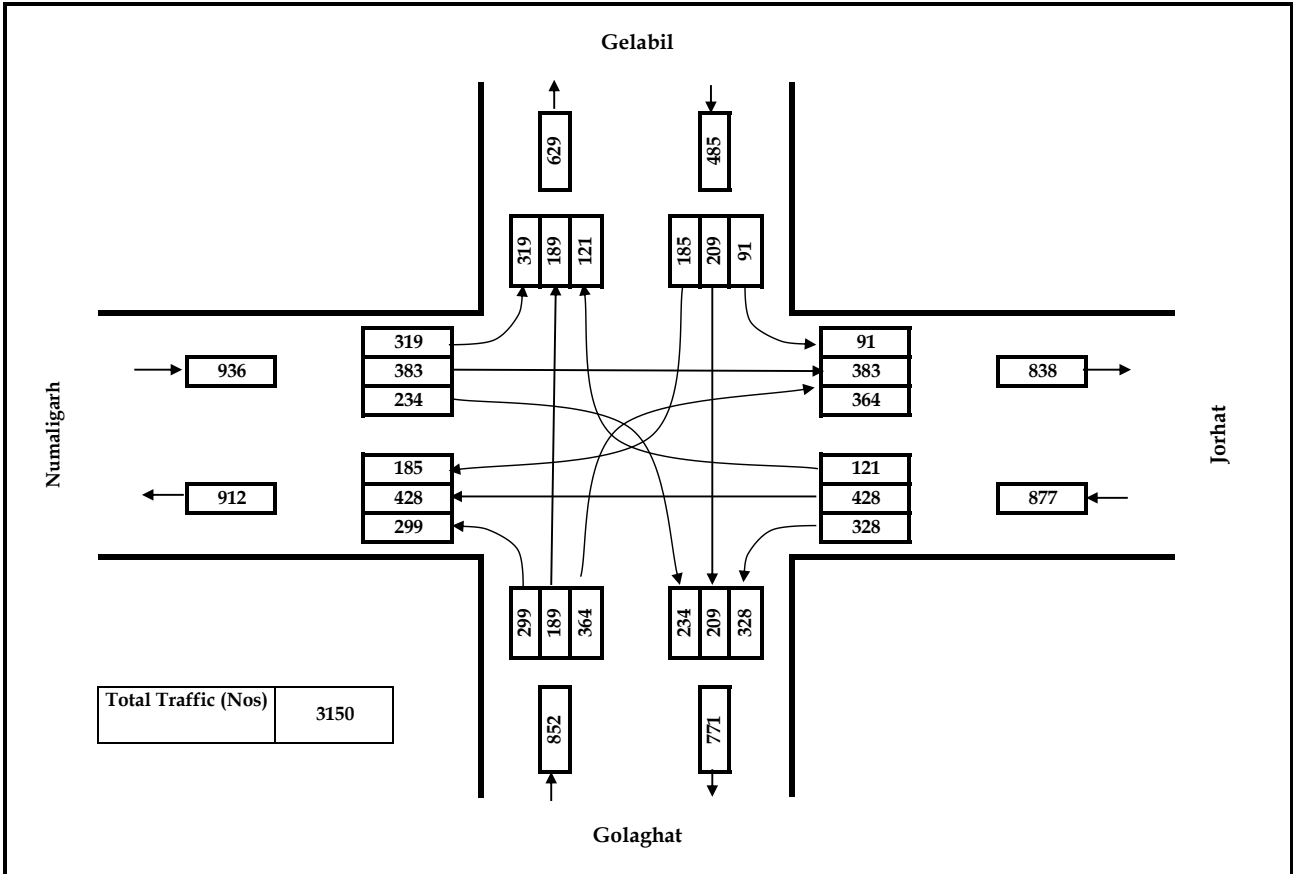 Gelabil
629
485
319 189 121
185 209 91
319
383
234
936
91
383
364
838
Numaligarh
Jorhat
185
428
299
912
121
428
328
877
299 189 364
234 209 328
Total Traffic (Nos) 3150
852
771
Golaghat